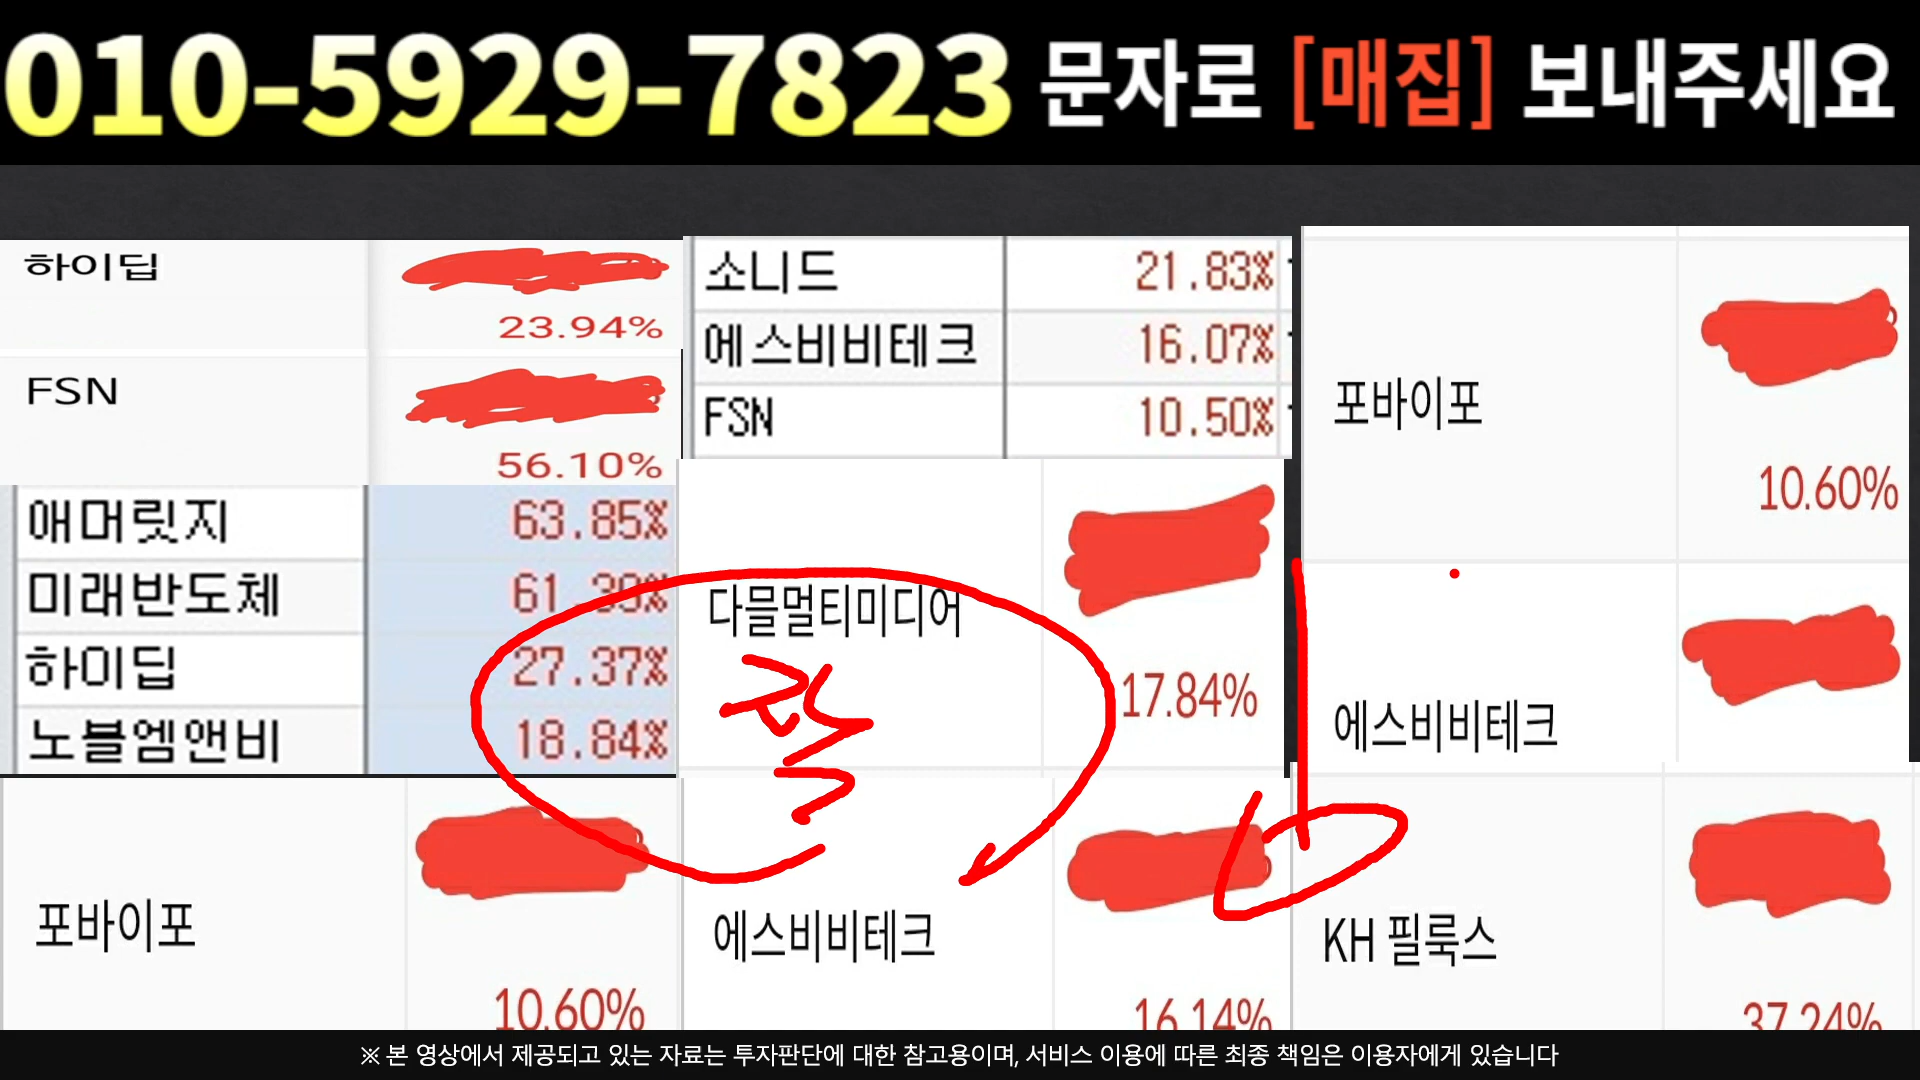 010-5929-7823 문자로 [매집] 보내주세요
하이딥
23.94%
FSN
56.10%
애머릿지 63.85%
미래반도체 61.39%
하이딥 27.37%
노블엠앤비 18.84%
소니드 21.83%
에스비비테크 16.07%
FSN 10.50%
다믈멀티미디어
17.84%
포바이포
10.60%
에스비비테크
포바이포
10.60%
에스비비테크
16.14%
KH 필룩스
37.24%
※ 본 영상에서 제공되고 있는 자료는 투자판단에 대한 참고용이며, 서비스 이용에 따른 최종 책임은 이용자에게 있습니다